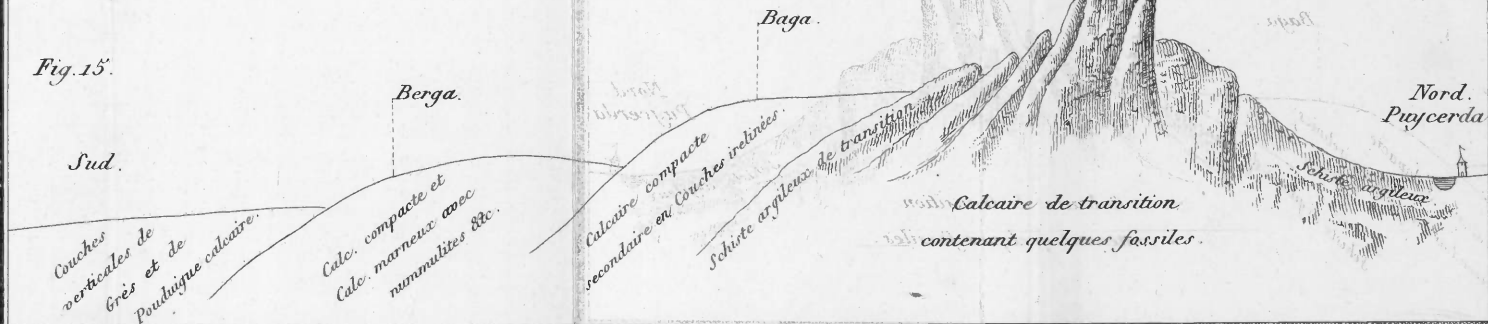 Fig. 15.
Sud.
Berga.
Baga.
Nord.
Puycerda
Couches
verticales de
Grès et de
Pouduigue calcaire.
Calc. compacte et
Calc. marneux avec
nummulites &c.
Calcaire compacte
secondaire en Couches irelinées.
Schiste argileux de transition
Calcaire de transition
contenant quelques fossiles.
Schiste argileux